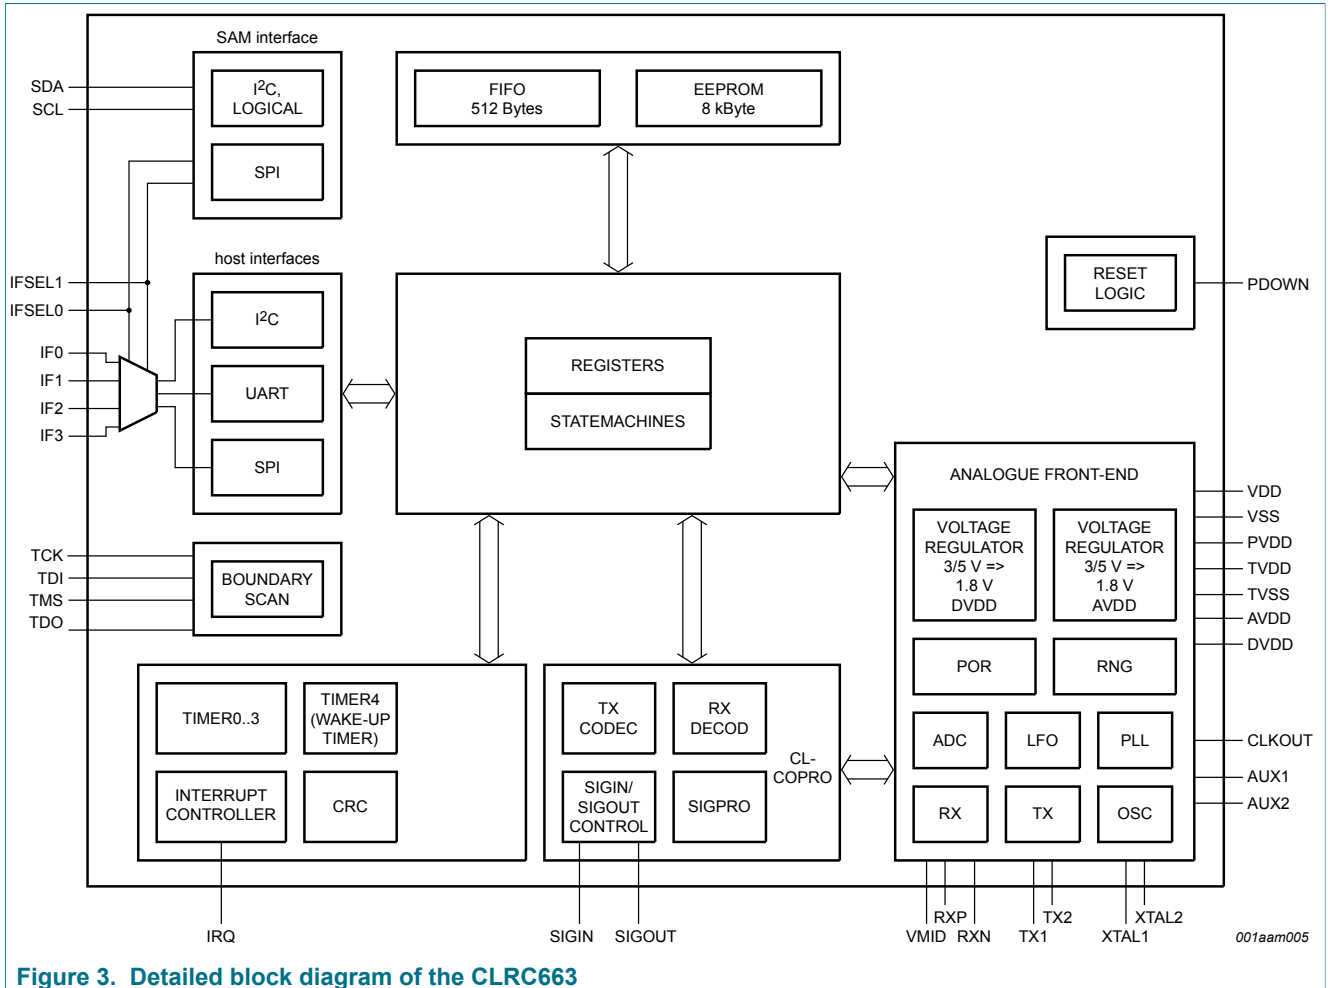 SAM interface
SDA
SCL
I2C,
LOGICAL
SPI
FIFO
512 Bytes
EEPROM
8 kByte
host interfaces
IFSEL1
IFSEL0
IF0
IF1
IF2
IF3
I2C
UART
SPI
REGISTERS
STATEMACHINES
RESET
LOGIC
PDOWN
TCK
TDI
TMS
TDO
BOUNDARY
SCAN
ANALOGUE FRONT-END
VOLTAGE
REGULATOR
3/5 V =>
1.8 V
DVDD
VOLTAGE
REGULATOR
3/5 V =>
1.8 V
AVDD
POR
RNG
ADC
LFO
PLL
RX
TX
OSC
VDD
VSS
PVDD
TVDD
TVSS
AVDD
DVDD
CLKOUT
AUX1
AUX2
TIMER0..3
TIMER4
(WAKE-UP
TIMER)
INTERRUPT
CONTROLLER
CRC
TX
CODEC
RX
DECOD
SIGIN/
SIGOUT
CONTROL
SIGPRO
CL-
COPRO
IRQ
SIGIN
SIGOUT
VMID
RXP
RXN
TX1
TX2
XTAL1
XTAL2
001aam005
Figure 3. Detailed block diagram of the CLRC663